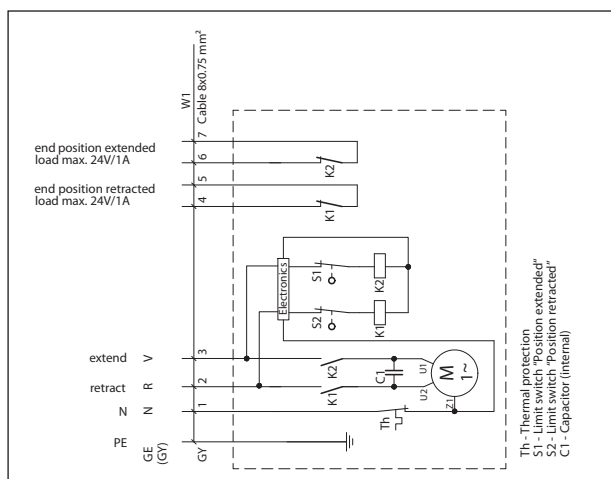 W1
Cable 8x0.75 mm²
end position extended
load max. 24V/1A
7
6
K2
end position retracted
load max. 24V/1A
5
4
K1
Electronics
S1
K2
S2
K1
extend V 3
K2
C1
U1
M
1~
retract R 2
K1
U2
N N 1
Z1
Th
PE GE (GY) GY
Th - Thermal protection
S1 - Limit switch "Position extended"
S2 - Limit switch "Position retracted"
C1 - Capacitor (internal)